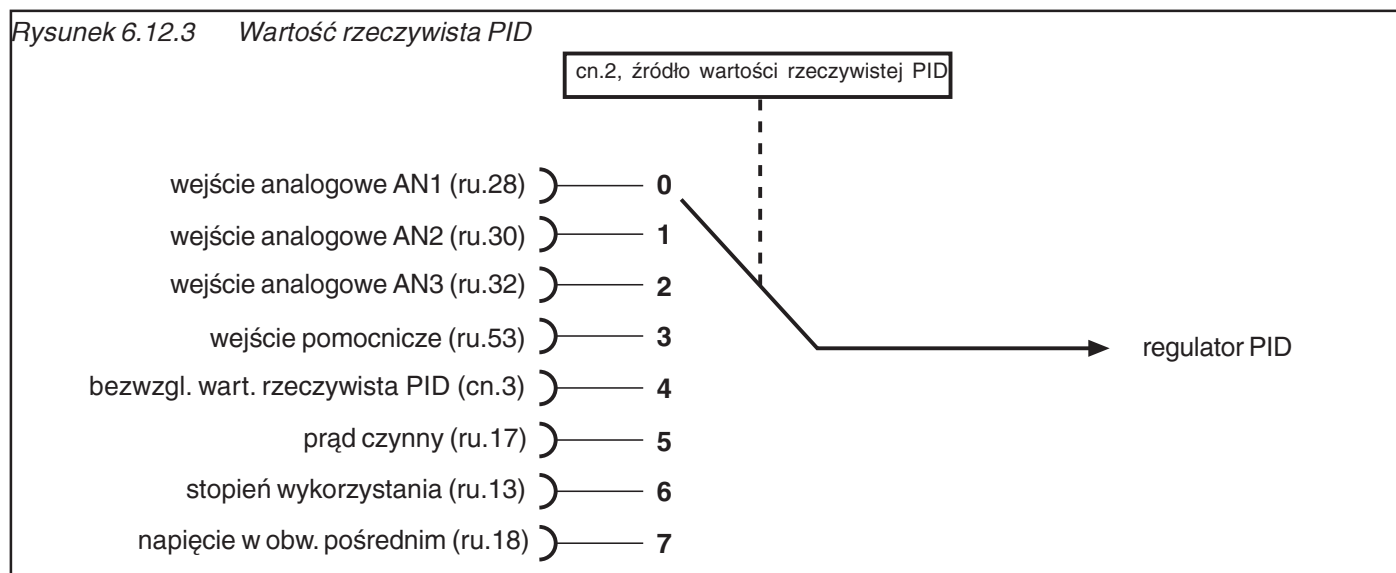 Rysunek 6.12.3 Wartość rzeczywista PID
cn.2, źródło wartości rzeczywistej PID
wejście analogowe AN1 (ru.28) 0
wejście analogowe AN2 (ru.30) 1
wejście analogowe AN3 (ru.32) 2
wejście pomocnicze (ru.53) 3
regulator PID
bezwzgl. wart. rzeczywista PID (cn.3) 4
prąd czynny (ru.17) 5
stopień wykorzystania (ru.13) 6
napięcie w obw. pośrednim (ru.18) 7